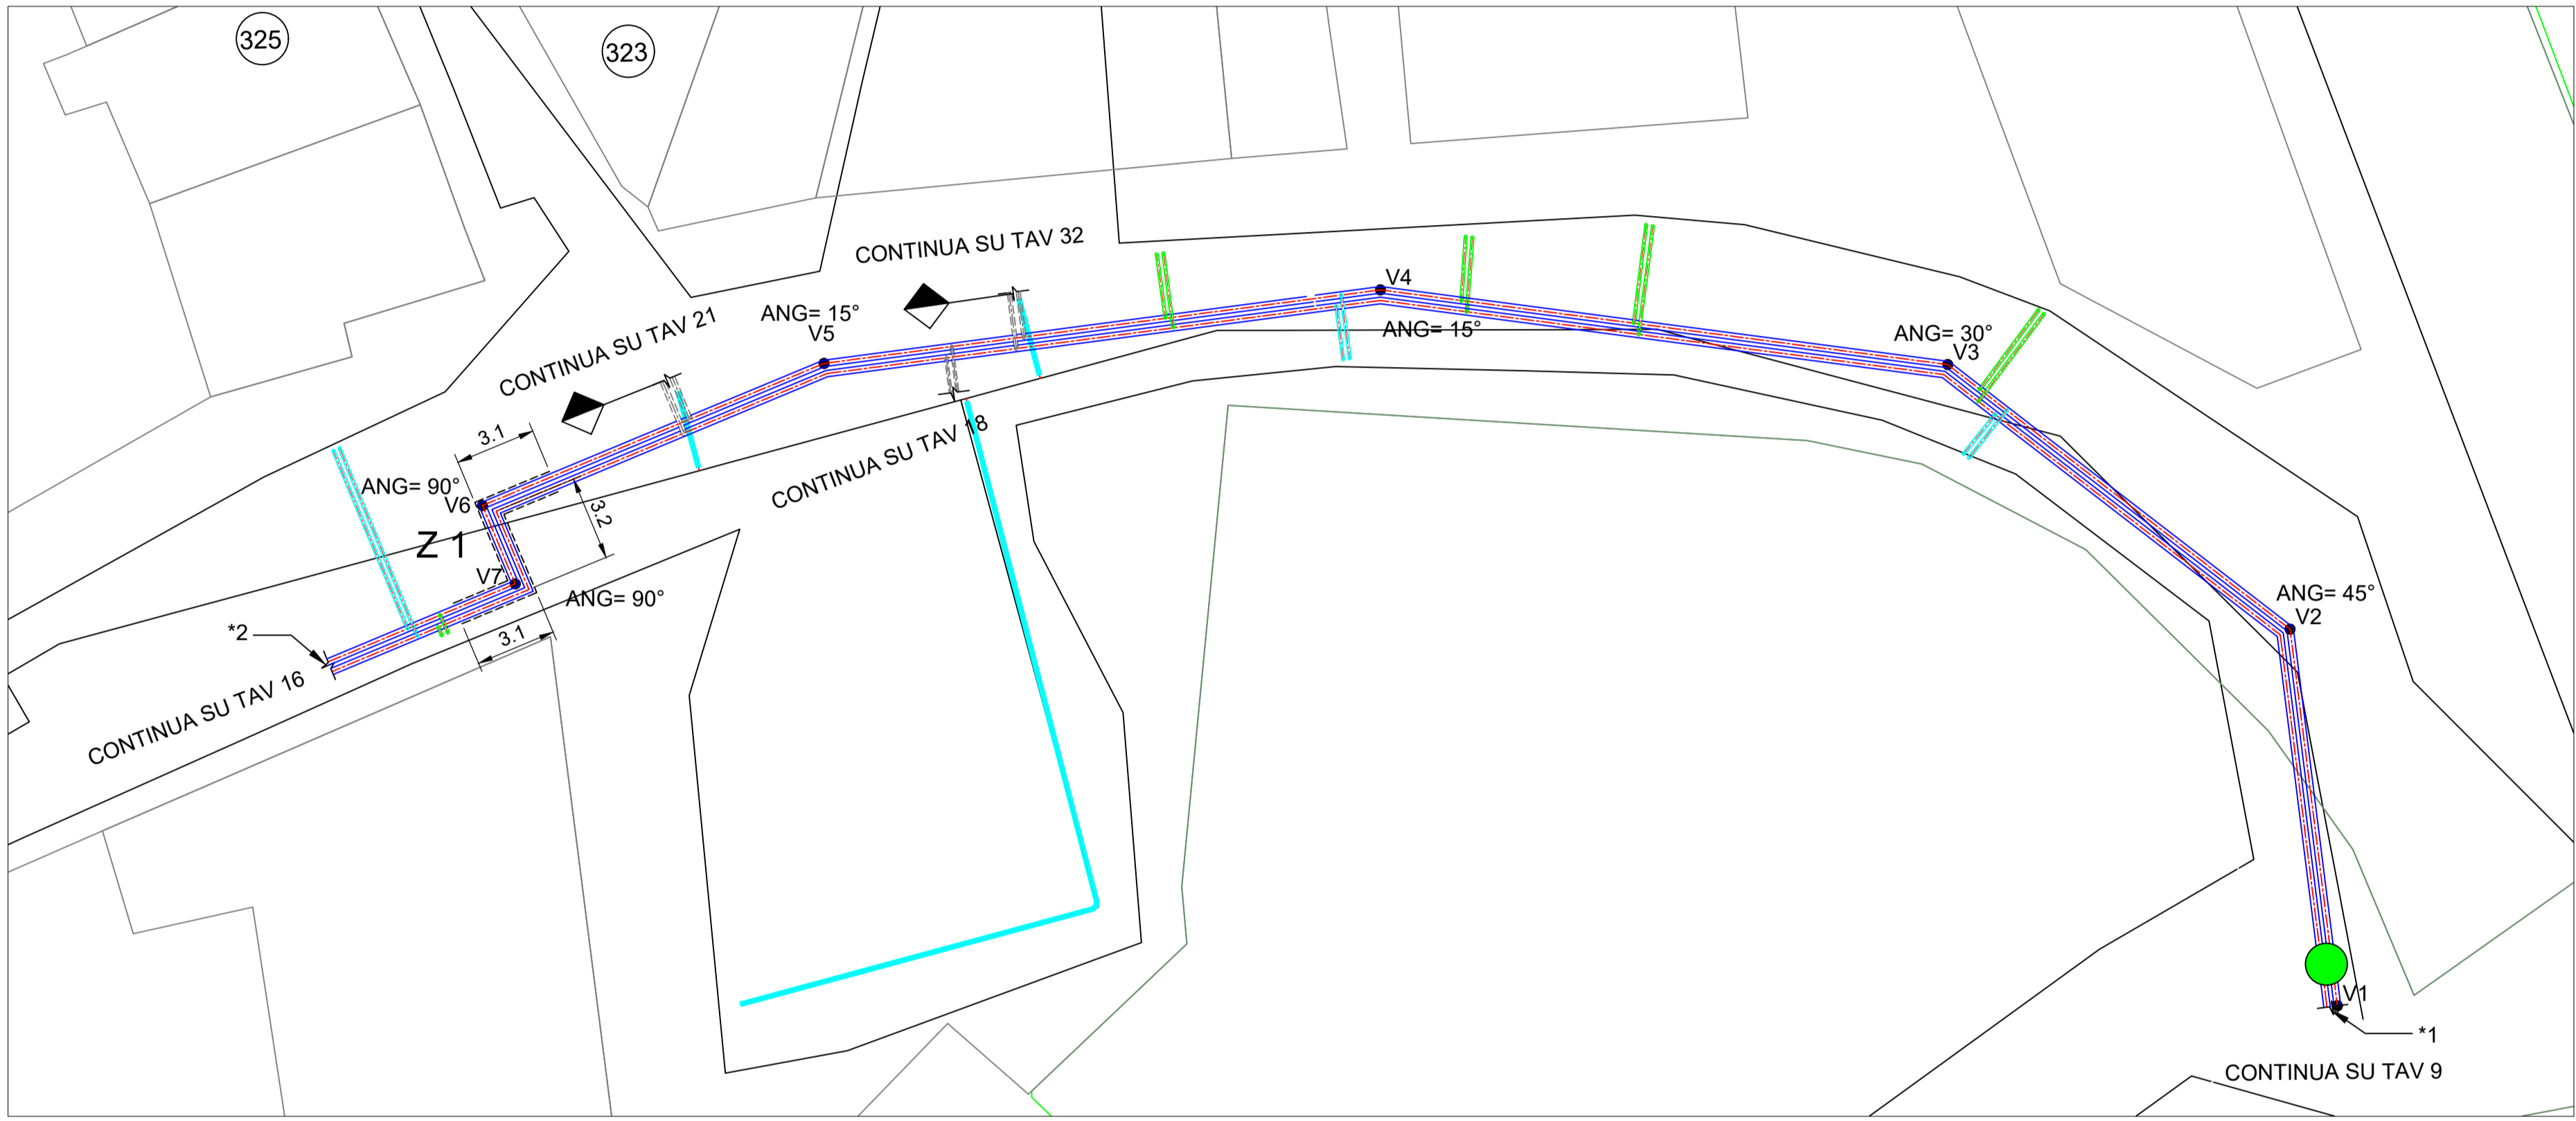 325
323
CONTINUA SU TAV 32
V4
ANG= 15°
V5
CONTINUA SU TAV 21
ANG= 15°
ANG= 30°
V3
3.1
CONTINUA SU TAV 18
ANG= 90°
V6
3.2
Z 1
V7
ANG= 90°
ANG= 45°
V2
*2
3.1
CONTINUA SU TAV 16
V1
*1
CONTINUA SU TAV 9